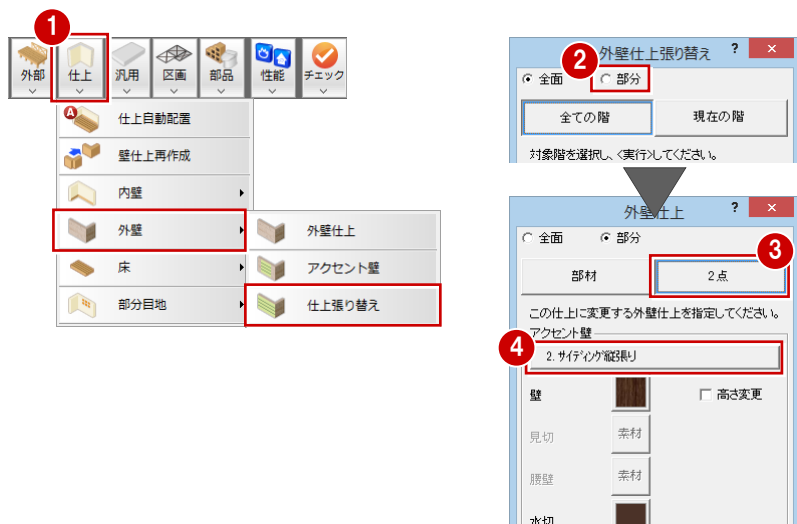 1
外部 仕上 汎用 区画 部品 性能 チェック
A 仕上自動配置
壁仕上再作成
内壁
外壁
床
部分目地
外壁仕上
アクセント壁
仕上張り替え
外壁仕上張り替え ? ×
2
全面 部分
全ての階 現在の階
対象階を選択し、<実行>してください。
外壁仕上 ? ×
全面 部分
3
部材 2点
この仕上に変更する外壁仕上を指定してください。
アクセント壁
4
2. サイディング縦張り
壁 高さ変更
見切 素材
腰壁 素材
水切